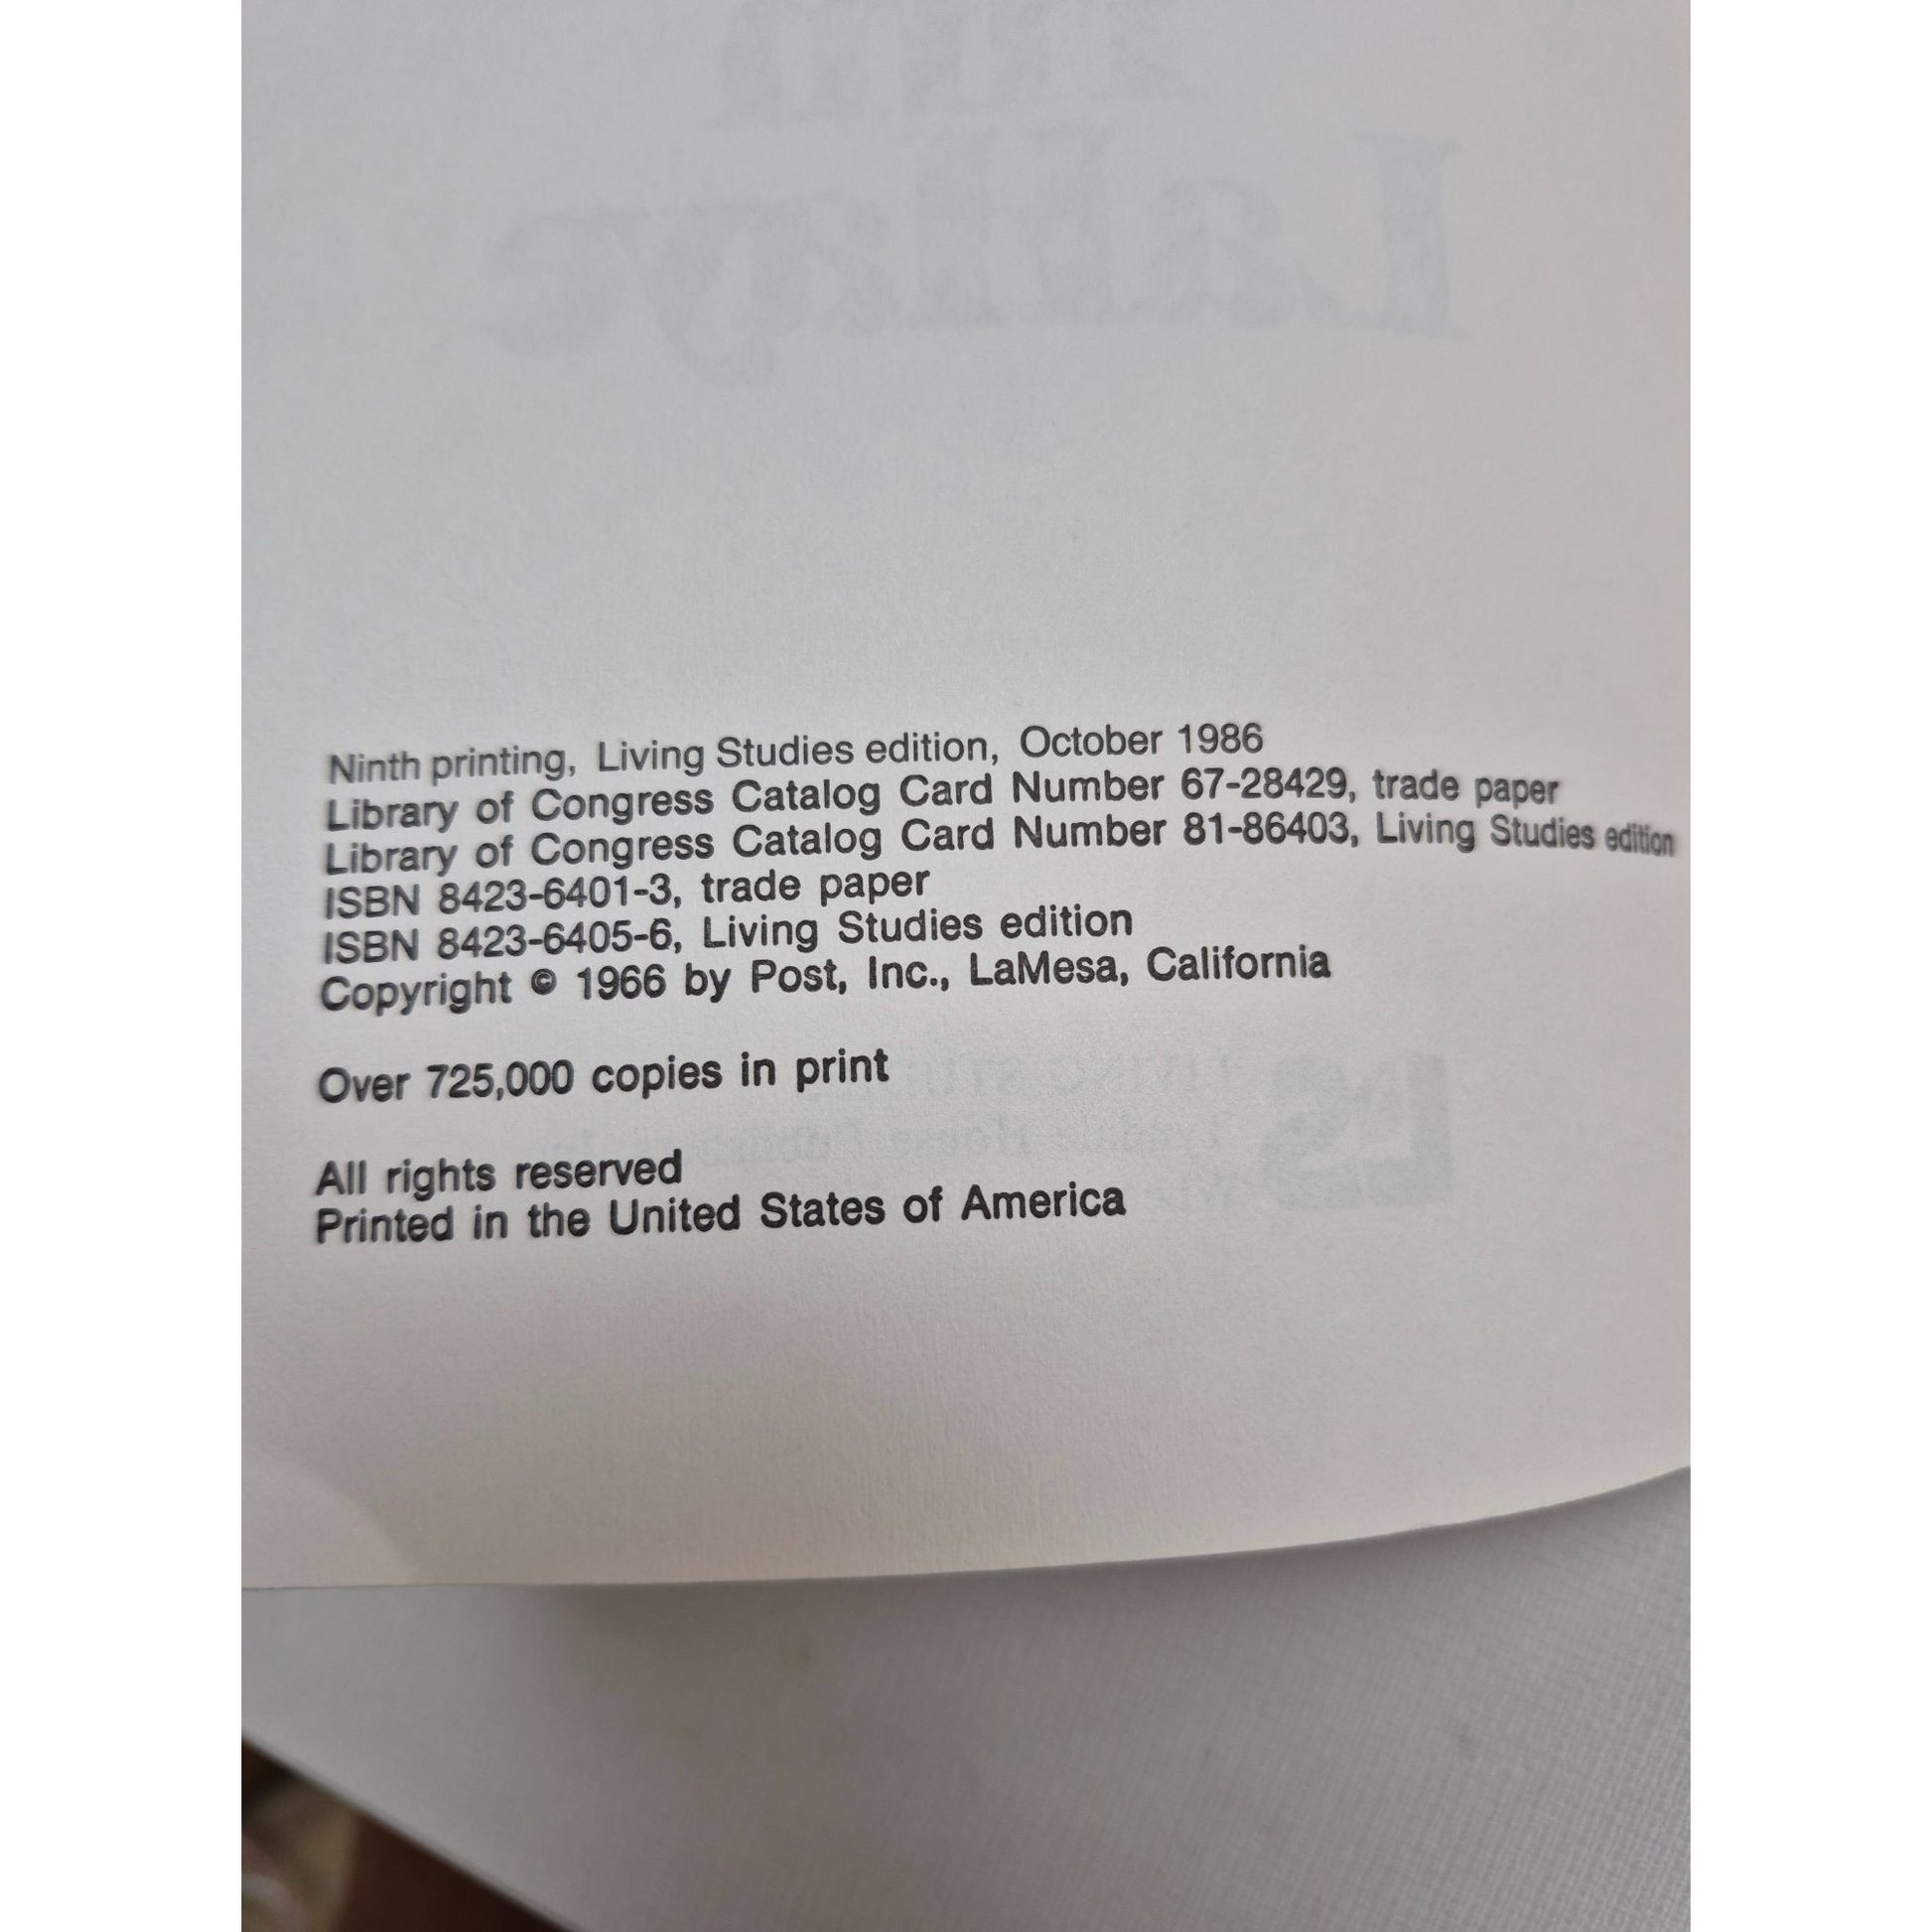 Ninth printing, Living Studies edition, October 1986
Library of Congress Catalog Card Number 67-28429, trade paper
Library of Congress Catalog Card Number 81-86403, Living Studies edition
ISBN 8423-6401-3, trade paper
ISBN 8423-6405-6, Living Studies edition
Copyright © 1966 by Post, Inc., LaMesa, California
Over 725,000 copies in print
All rights reserved
Printed in the United States of America